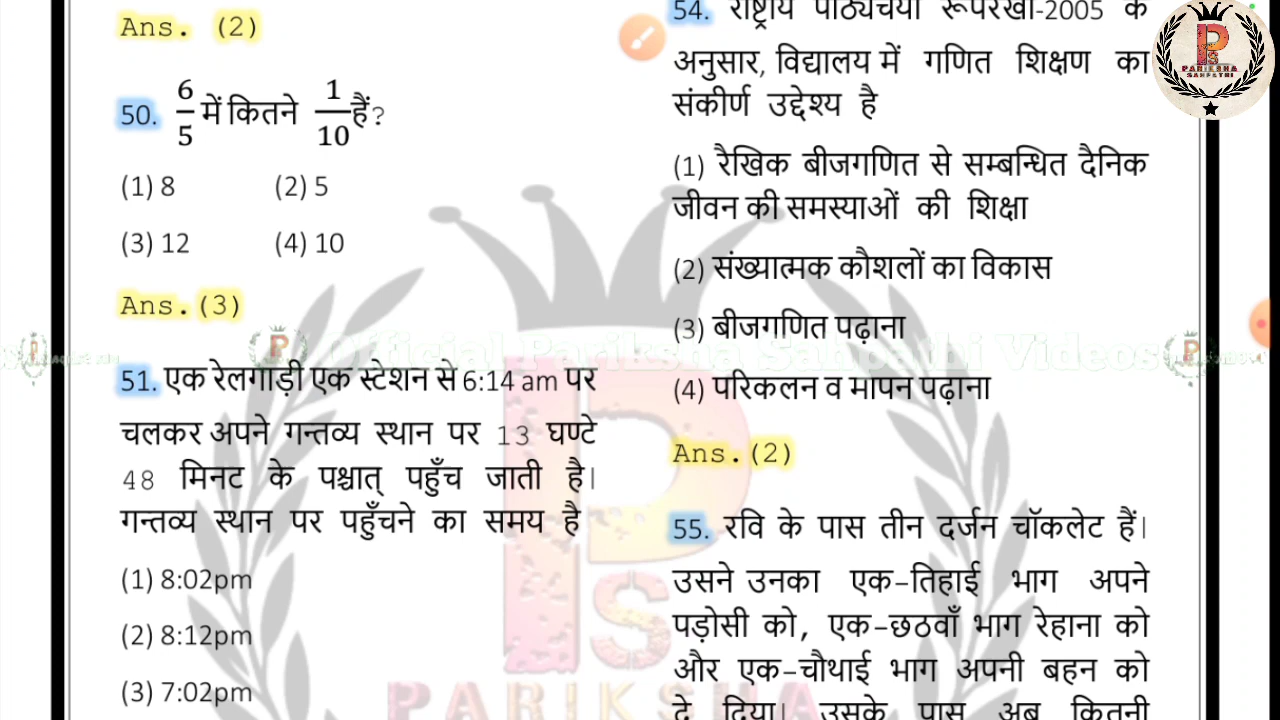 Ans. (2)
50. 6/5 में कितने 1/10 हैं?
(1) 8 (2) 5
(3) 12 (4) 10
Ans.(3)
51. एक रेलगाड़ी एक स्टेशन से 6:14 am पर
चलकर अपने गन्तव्य स्थान पर 13 घण्टे
48 मिनट के पश्चात् पहुँच जाती है।
गन्तव्य स्थान पर पहुँचने का समय है
(1) 8:02pm
(2) 8:12pm
(3) 7:02pm
54. राष्ट्रीय पाठ्यचर्या रूपरेखा-2005 के
अनुसार, विद्यालय में गणित शिक्षण का
संकीर्ण उद्देश्य है
(1) रैखिक बीजगणित से सम्बन्धित दैनिक
जीवन की समस्याओं की शिक्षा
(2) संख्यात्मक कौशलों का विकास
(3) बीजगणित पढ़ाना
(4) परिकलन व मापन पढ़ाना
Ans.(2)
55. रवि के पास तीन दर्जन चॉकलेट हैं।
उसने उनका एक-तिहाई भाग अपने
पड़ोसी को, एक-छठवाँ भाग रेहाना को
और एक-चौथाई भाग अपनी बहन को
दे दिया। उसके पास अब कितनी
Official Pariksha Sahpathi Videos
PS
PARIKSHA
PS
PARIKSHA
SAHPATHI